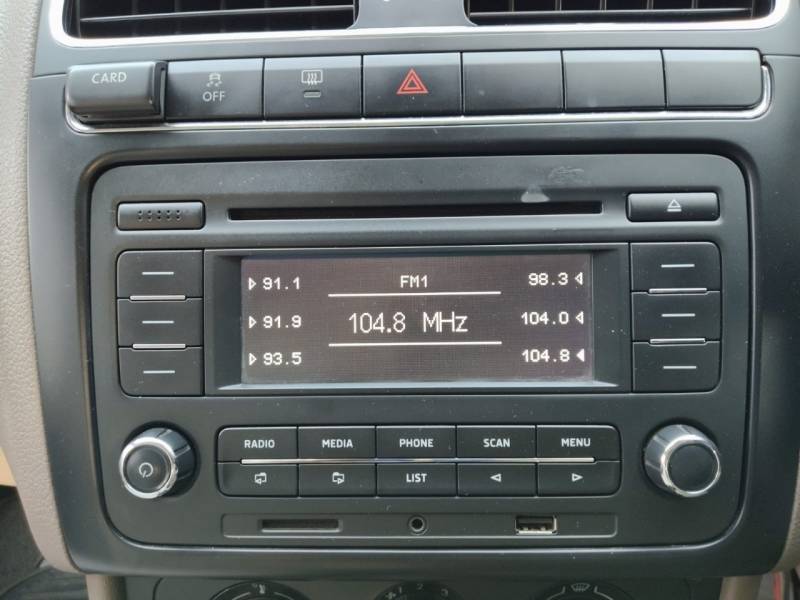 CARD
OFF
91.1 FM1 98.3
91.9 104.8 MHz 104.0
93.5 104.8
RADIO MEDIA PHONE SCAN MENU
LIST